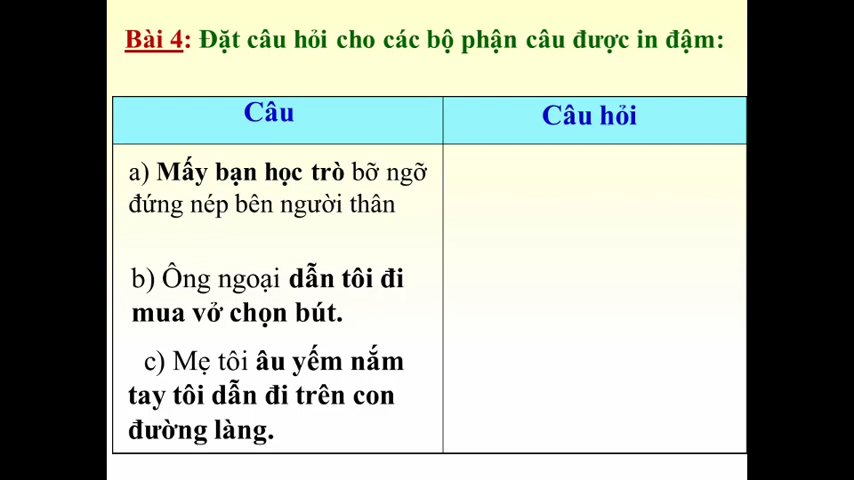 Bài 4: Đặt câu hỏi cho các bộ phận câu được in đậm:
Câu
Câu hỏi
a) Mấy bạn học trò bỡ ngỡ
đứng nép bên người thân
b) Ông ngoại dẫn tôi đi
mua vở chọn bút.
c) Mẹ tôi âu yếm nắm
tay tôi dẫn đi trên con
đường làng.